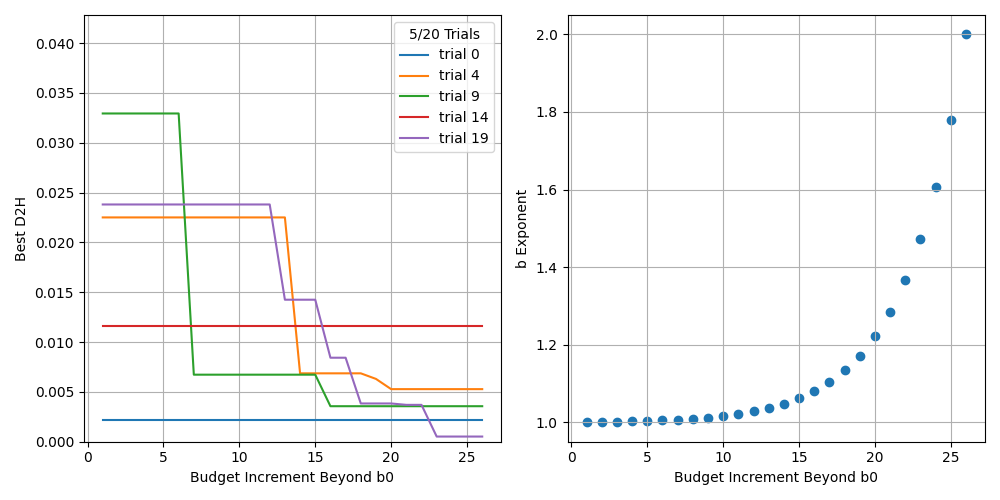 5/20 Trials
trial 0
trial 4
trial 9
trial 14
trial 19
0.040
0.035
0.030
0.025
0.020
0.015
0.010
0.005
0.000
Best D2H
0 5 10 15 20 25
Budget Increment Beyond b0
2.0
1.8
1.6
1.4
1.2
1.0
b Exponent
0 5 10 15 20 25
Budget Increment Beyond b0